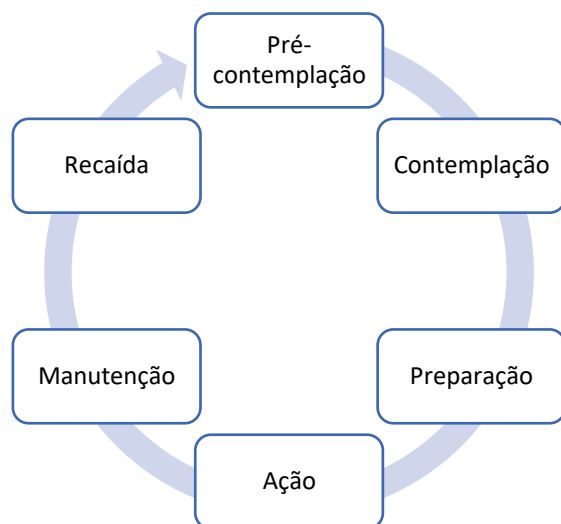 Pré-
contemplação
Contemplação
Preparação
Ação
Manutenção
Recaída